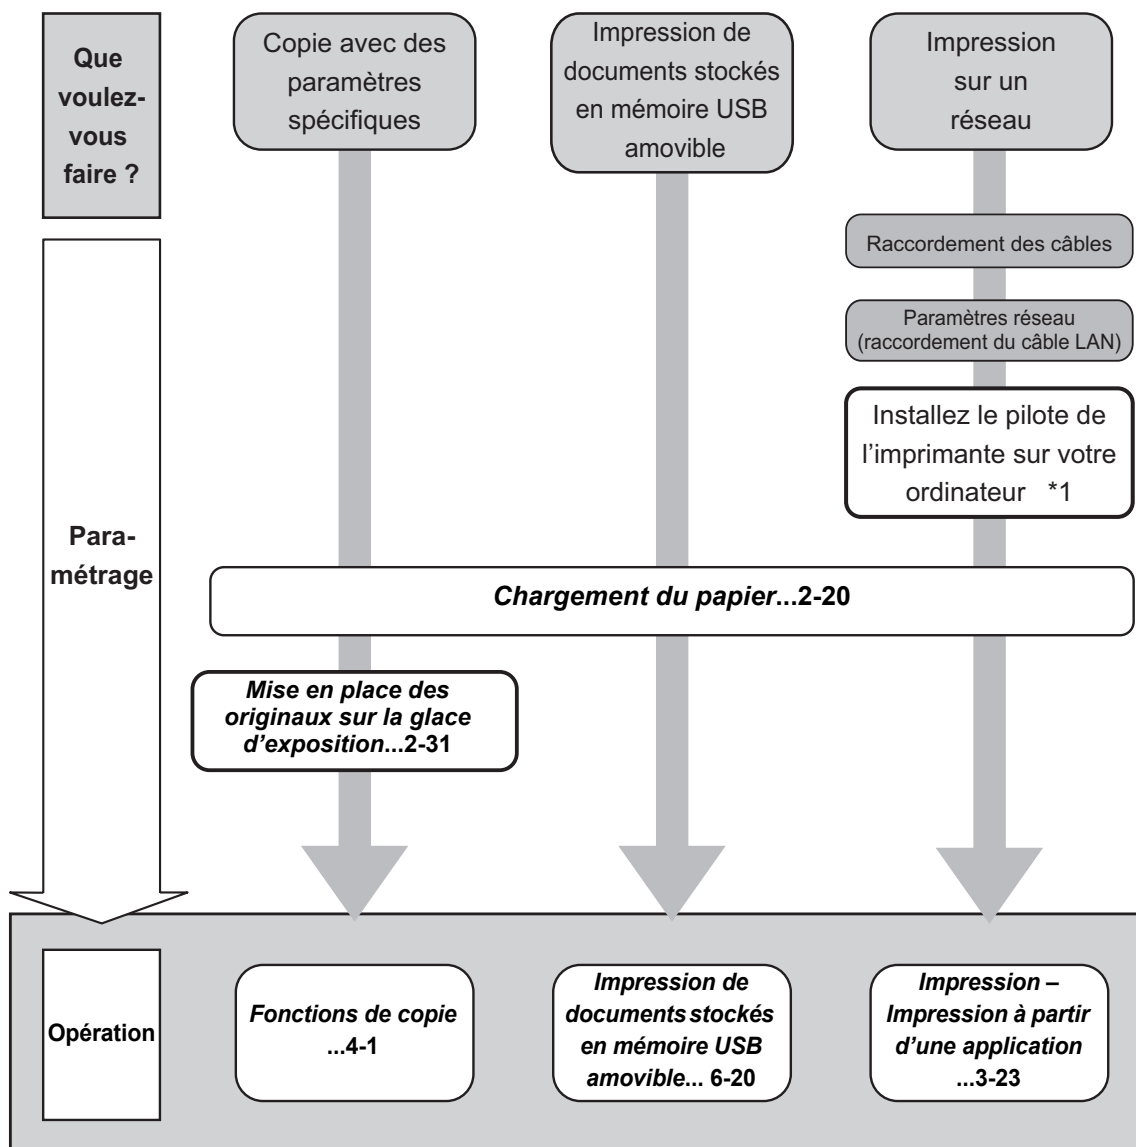 Que
voulez-
vous
faire ?
Copie avec des
paramètres
spécifiques
Impression de
documents stockés
en mémoire USB
amovible
Impression
sur un
réseau
Raccordement des câbles
Paramètres réseau
(raccordement du câble LAN)
Installez le pilote de
l'imprimante sur votre
ordinateur *1
Para-
métrage
Chargement du papier...2-20
Mise en place des
originaux sur la glace
d'exposition...2-31
Opération
Fonctions de copie
...4-1
Impression de
documents stockés
en mémoire USB
amovible... 6-20
Impression –
Impression à partir
d'une application
...3-23